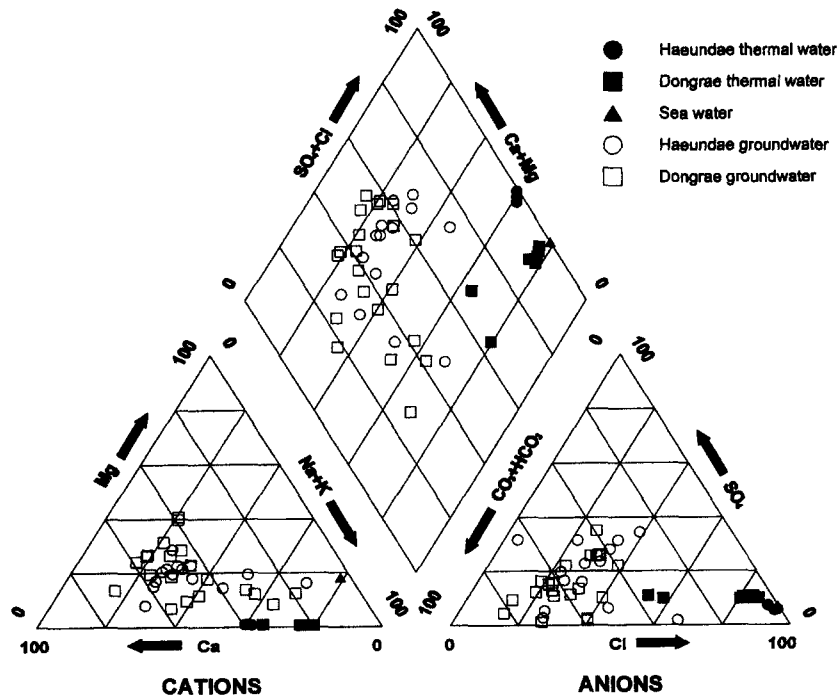 100 100
Haeundae thermal water
Dongrae thermal water
Sea water
Haeundae groundwater
Dongrae groundwater
SO₄+Cl
Ca+Mg
0 0
100 0
0 100
Mg
Na+K
CO₃+HCO₃
SO₄
0 100 100 0
100 Ca 0
0 Cl 100
CATIONS
ANIONS